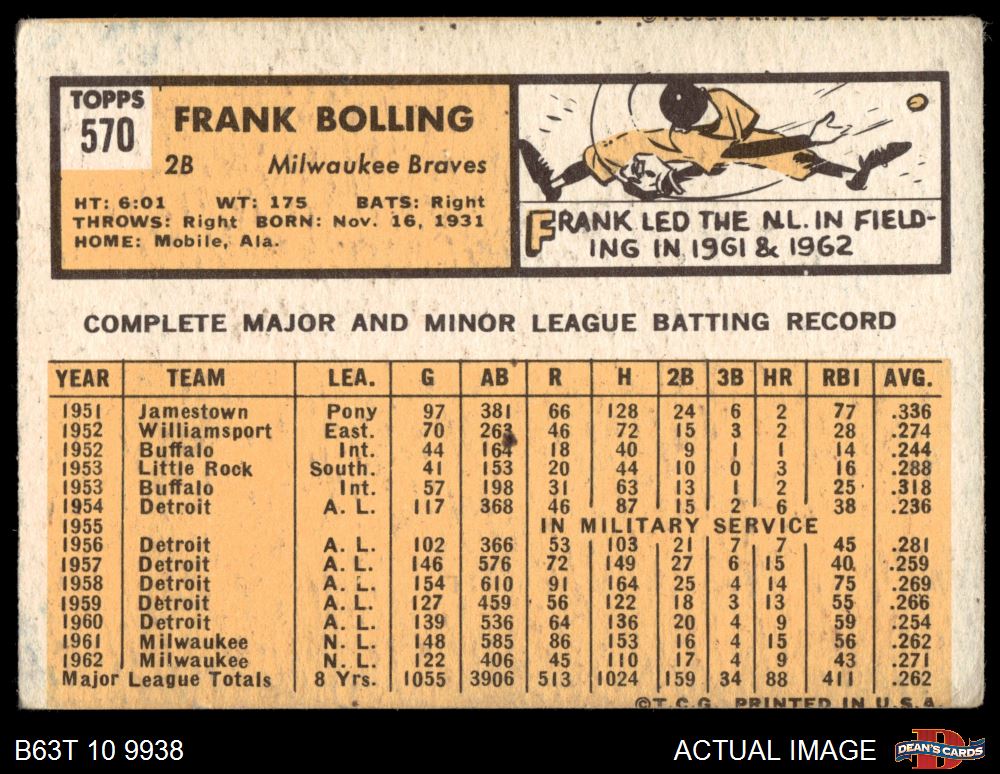 TOPPS
570
FRANK BOLLING
2B Milwaukee Braves
HT: 6:01 WT: 175 BATS: Right
THROWS: Right BORN: Nov. 16, 1931
HOME: Mobile, Ala.
FRANK LED THE N.L. IN FIELD-
ING IN 1961 & 1962
COMPLETE MAJOR AND MINOR LEAGUE BATTING RECORD
YEAR TEAM LEA. G AB R H 2B 3B HR RBI AVG.
1951 Jamestown Pony 97 381 66 128 24 6 2 77 .336
1952 Williamsport East. 70 263 46 72 15 3 2 28 .274
1952 Buffalo Int. 44 164 18 40 9 1 1 14 .244
1953 Little Rock South. 41 153 20 44 10 0 3 16 .288
1953 Buffalo Int. 57 198 31 63 13 1 2 25 .318
1954 Detroit A. L. 117 368 46 87 15 2 6 38 .236
1955 IN MILITARY SERVICE
1956 Detroit A. L. 102 366 53 103 21 7 7 45 .281
1957 Detroit A. L. 146 576 72 149 27 6 15 40 .259
1958 Detroit A. L. 154 610 91 164 25 4 14 75 .269
1959 Detroit A. L. 127 459 56 122 18 3 13 55 .266
1960 Detroit A. L. 139 536 64 136 20 4 9 59 .254
1961 Milwaukee N. L. 148 585 86 153 16 4 15 56 .262
1962 Milwaukee N. L. 122 406 45 110 17 4 9 43 .271
Major League Totals 8 Yrs. 1055 3906 513 1024 159 34 88 411 .262
©T.C.G. PRINTED IN U.S.A.
B63T 10 9938 ACTUAL IMAGE DEAN'S CARDS